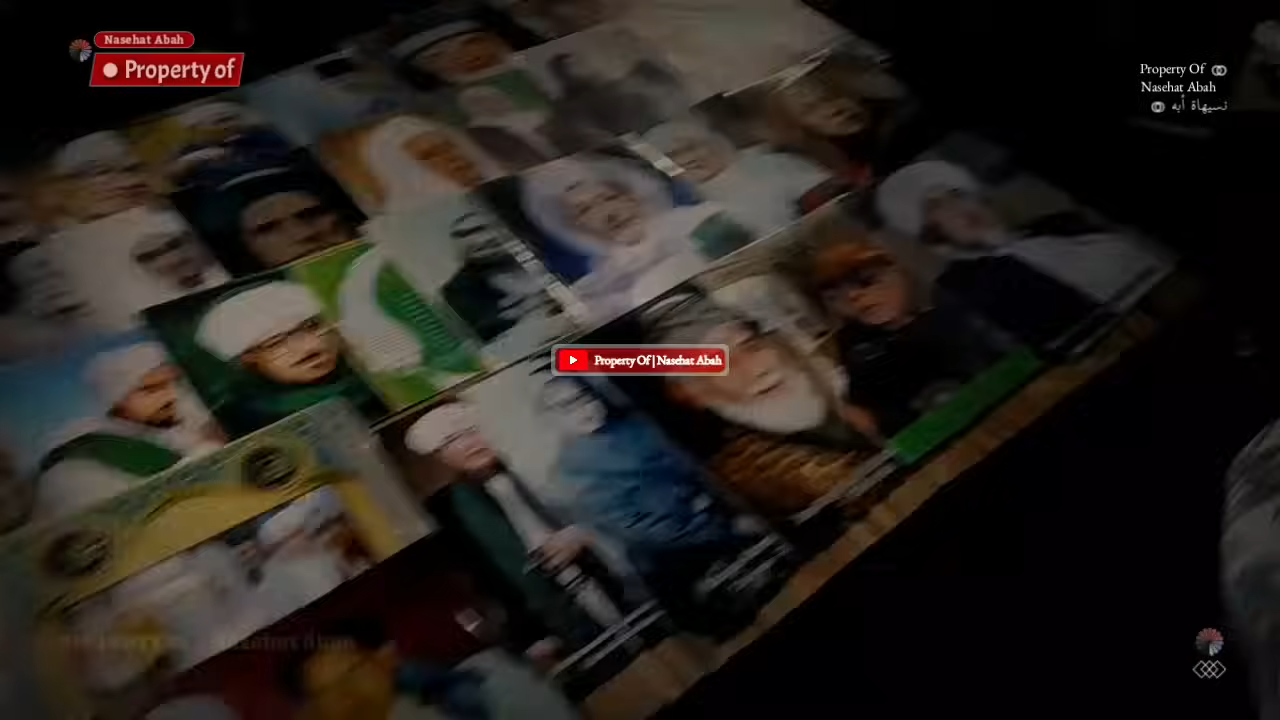 Nasehat Abah
Property of
Property Of
Nasehat Abah
نسيهاة أبه
Property Of | Nasehat Abah